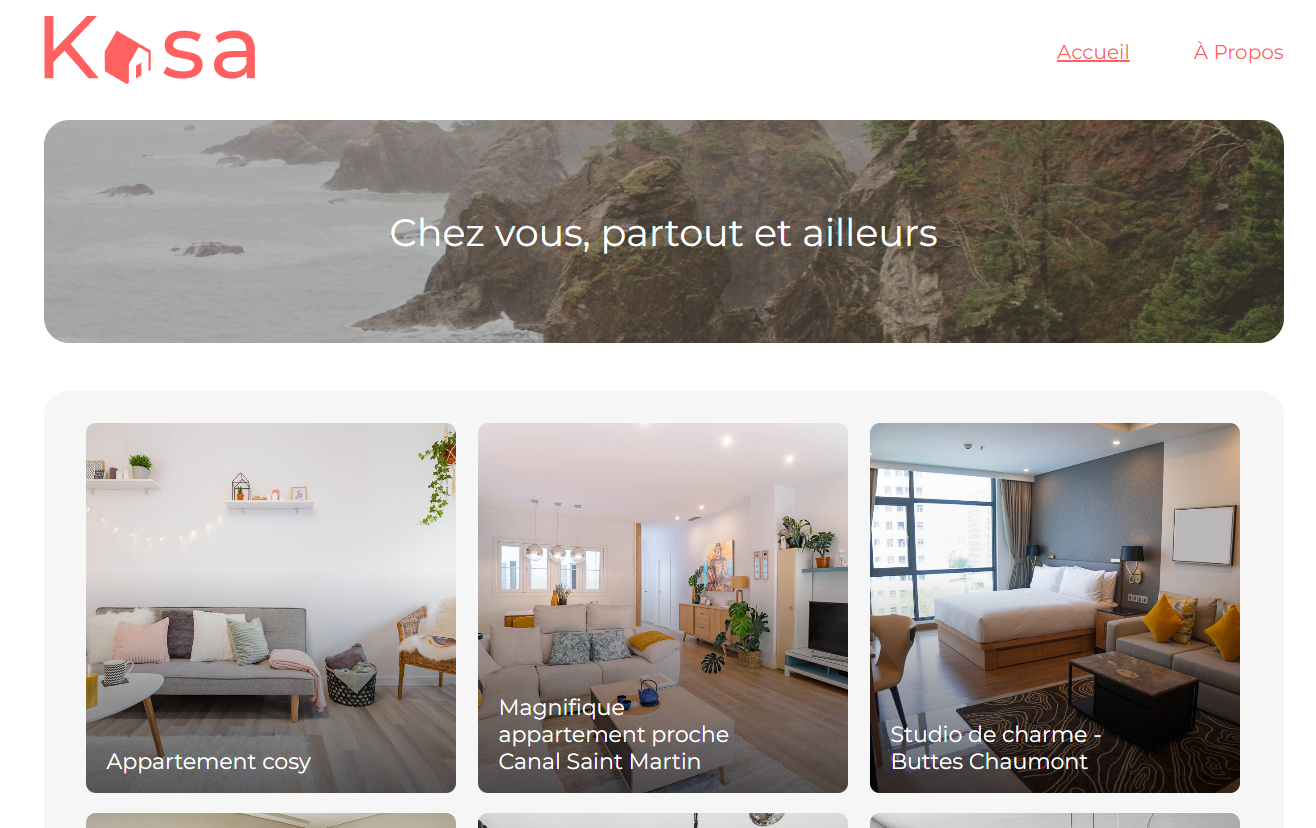 Kasa
Accueil
À Propos
Chez vous, partout et ailleurs
Appartement cosy
Magnifique
appartement proche
Canal Saint Martin
Studio de charme -
Buttes Chaumont